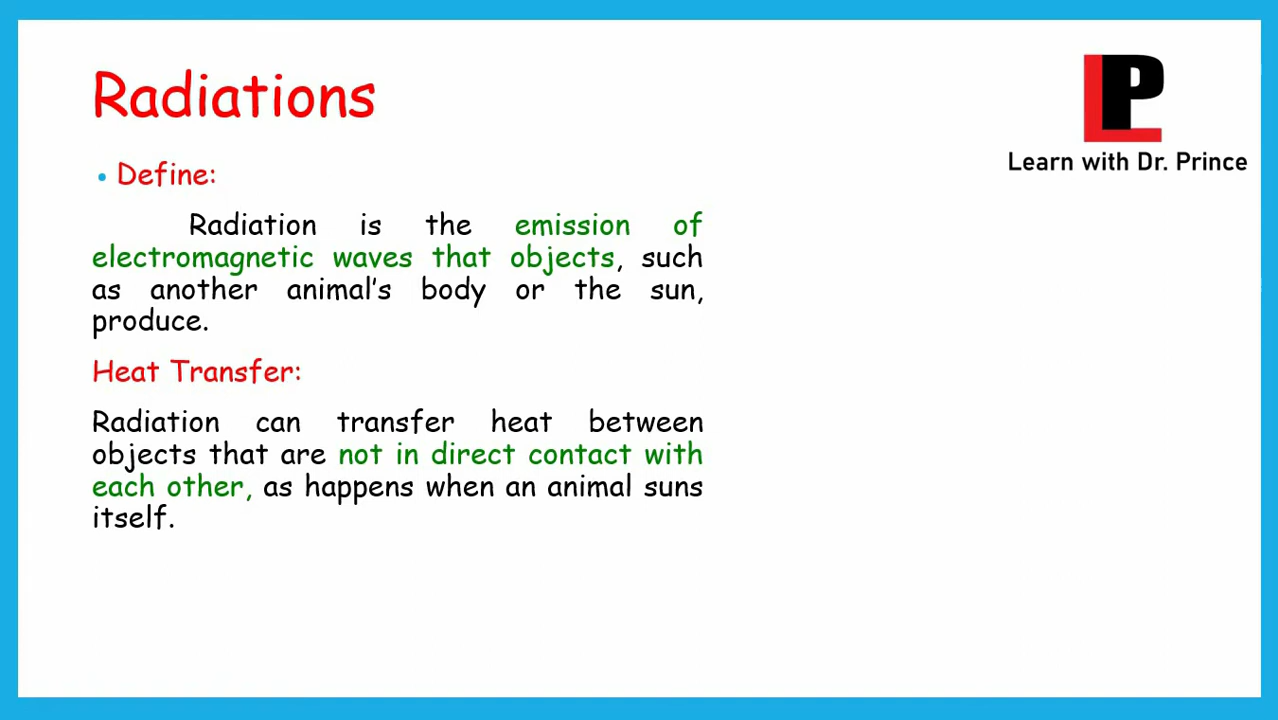 Radiations
LP
Learn with Dr. Prince
• Define:
Radiation is the emission of
electromagnetic waves that objects, such
as another animal's body or the sun,
produce.
Heat Transfer:
Radiation can transfer heat between
objects that are not in direct contact with
each other, as happens when an animal suns
itself.